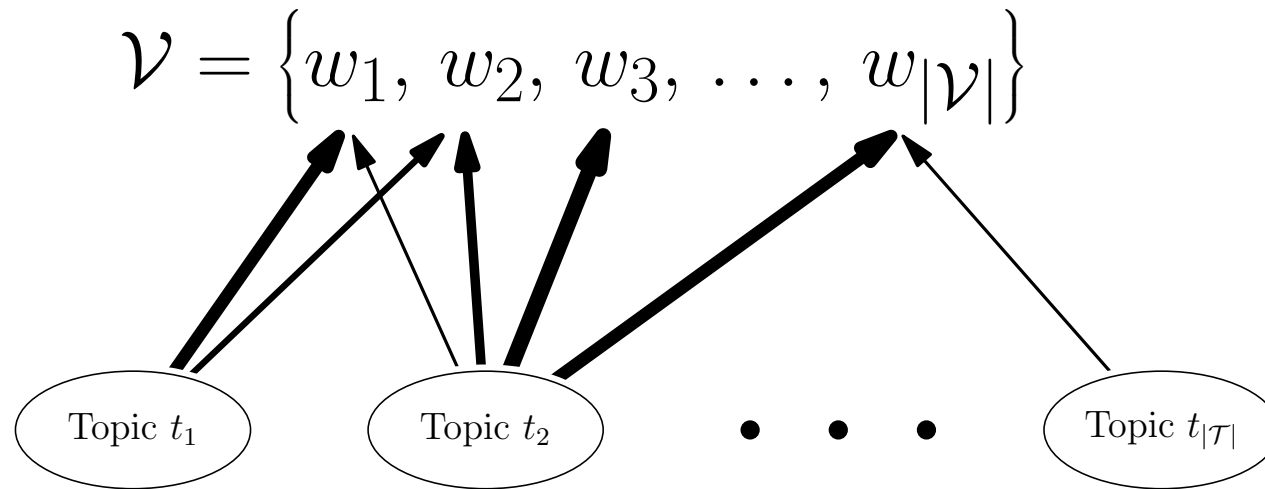 𝒱 = {w₁, w₂, w₃, ..., w_|𝒱|}
Topic t₁ Topic t₂ • • • Topic t_|𝒯|